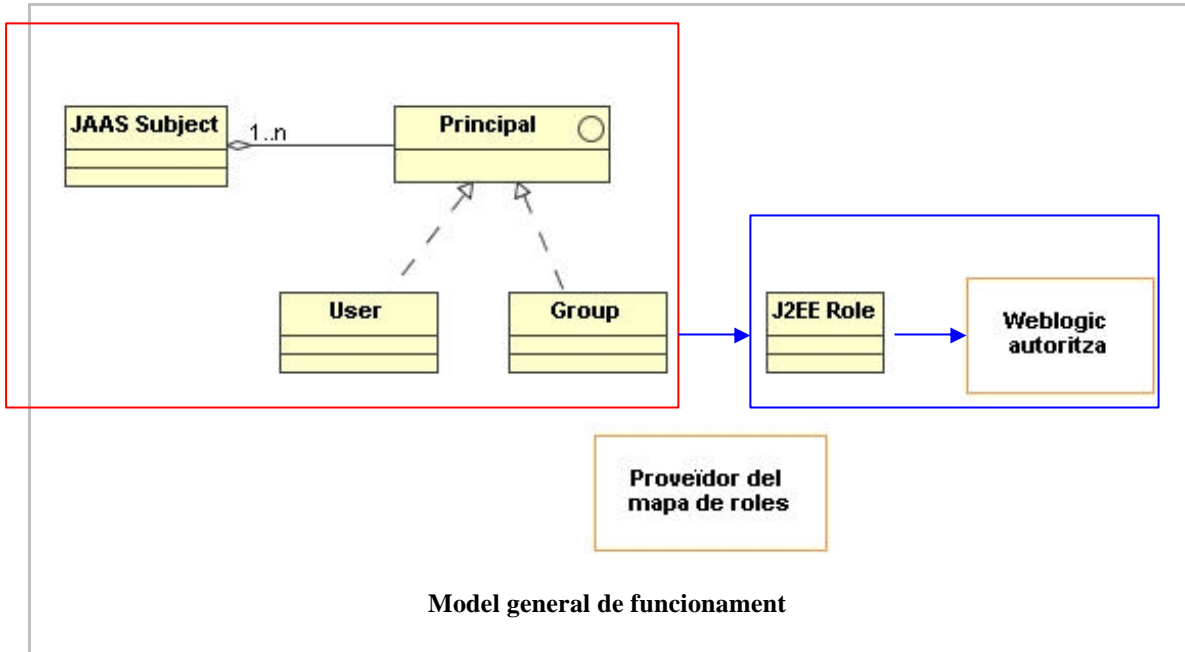 JAAS Subject
1..n
Principal
User
Group
J2EE Role
Weblogic
autoritza
Proveïdor del
mapa de roles
Model general de funcionament